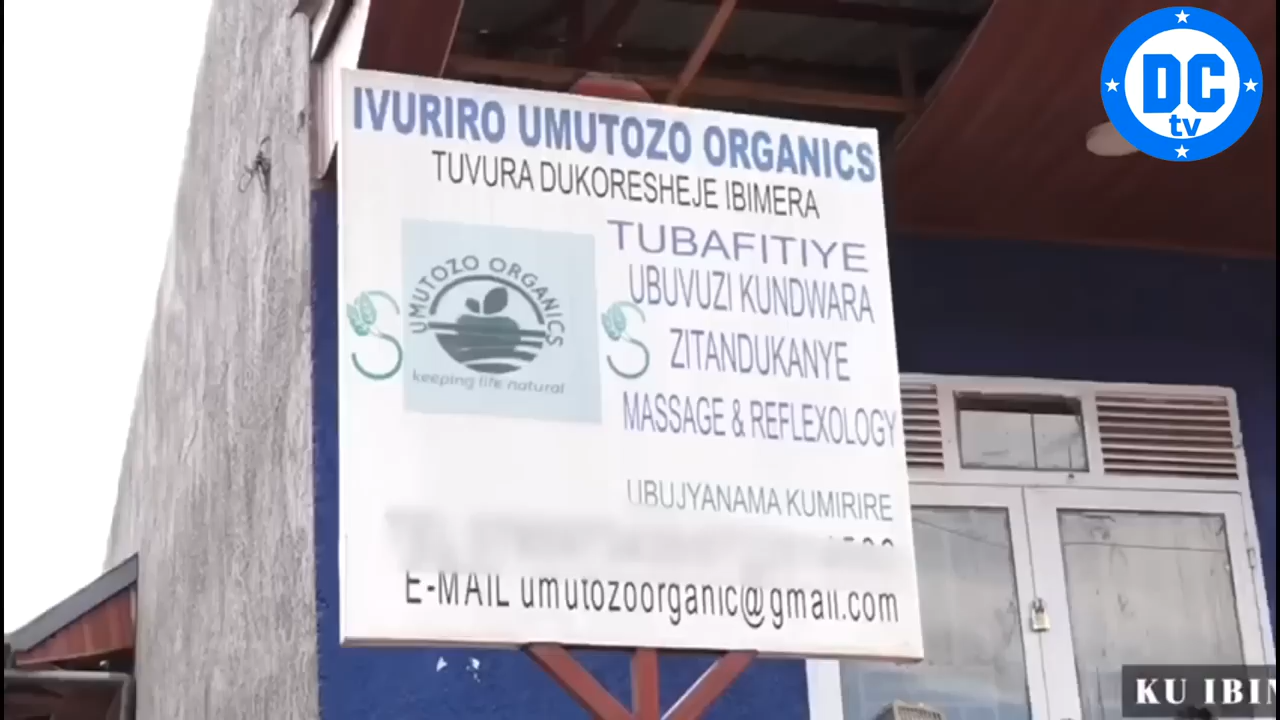 DC
tv
IVURIRO UMUTOZO ORGANICS
TUVURA DUKORESHEJE IBIMERA
TUBAFITIYE
UBUVUZI KUNDWARA
ZITANDUKANYE
MASSAGE & REFLEXOLOGY
UBUJYANAMA KUMIRIRE
UMUTOZO ORGANICS
keeping life natural
E-MAIL umutozoorganic@gmail.com
KU IBIN